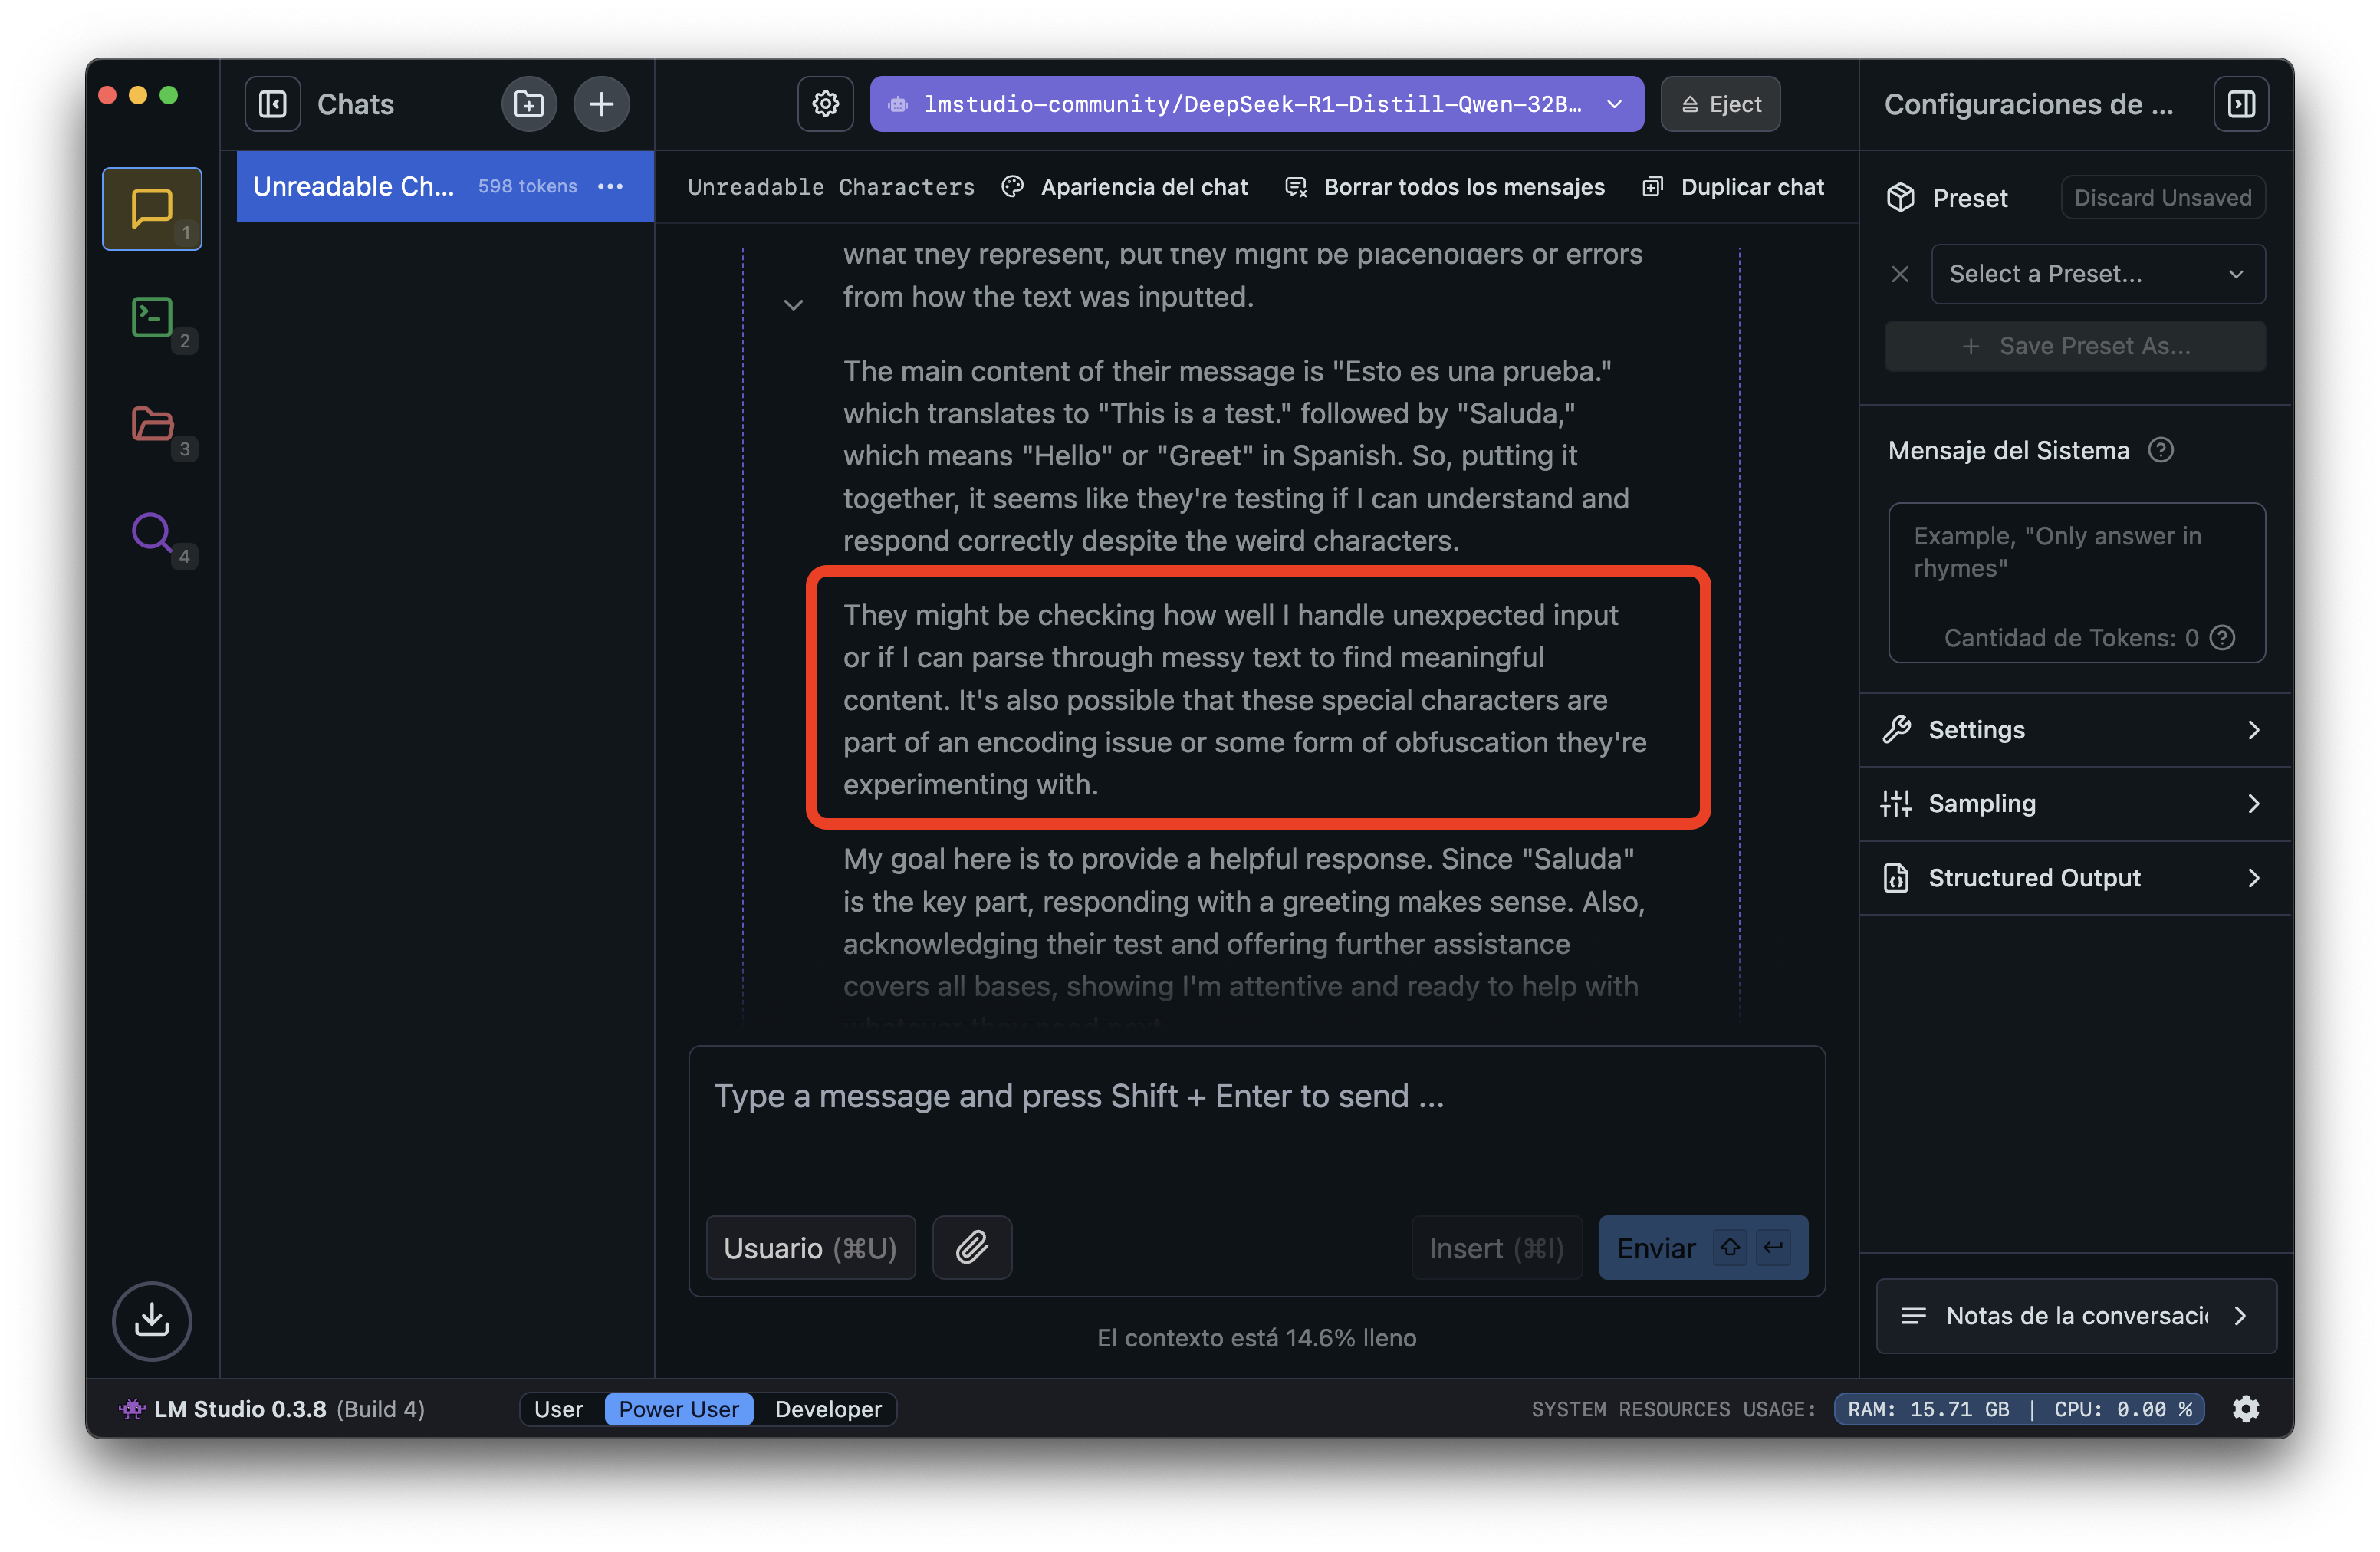 Chats
lmstudio-community/DeepSeek-R1-Distill-Qwen-32B…
Eject
Configuraciones de ...
1
2
3
4
Unreadable Ch...
598 tokens
Unreadable Characters
Apariencia del chat
Borrar todos los mensajes
Duplicar chat
what they represent, but they might be placeholders or errors
from how the text was inputted.
The main content of their message is "Esto es una prueba."
which translates to "This is a test." followed by "Saluda,"
which means "Hello" or "Greet" in Spanish. So, putting it
together, it seems like they're testing if I can understand and
respond correctly despite the weird characters.
They might be checking how well I handle unexpected input
or if I can parse through messy text to find meaningful
content. It's also possible that these special characters are
part of an encoding issue or some form of obfuscation they're
experimenting with.
My goal here is to provide a helpful response. Since "Saluda"
is the key part, responding with a greeting makes sense. Also,
acknowledging their test and offering further assistance
covers all bases, showing I'm attentive and ready to help with
Type a message and press Shift + Enter to send ...
Usuario (⌘U)
Insert (⌘I)
Enviar
El contexto está 14.6% lleno
Preset
Discard Unsaved
Select a Preset...
+ Save Preset As...
Mensaje del Sistema
Example, "Only answer in
rhymes"
Cantidad de Tokens: 0
Settings
Sampling
Structured Output
Notas de la conversaci
LM Studio 0.3.8 (Build 4)
User
Power User
Developer
SYSTEM RESOURCES USAGE:
RAM: 15.71 GB | CPU: 0.00 %